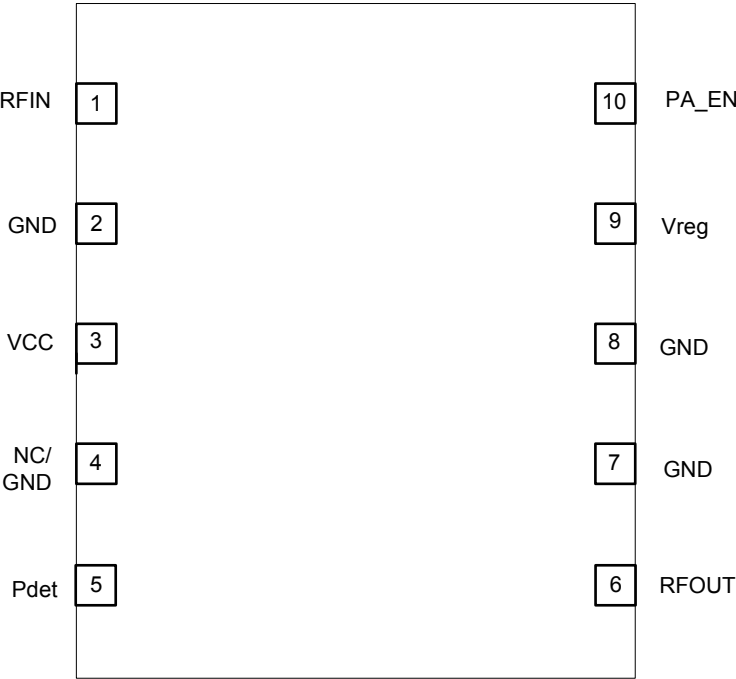 RFIN 1
10 PA_EN
GND 2
9 Vreg
VCC 3
8 GND
NC/
GND 4
7 GND
Pdet 5
6 RFOUT